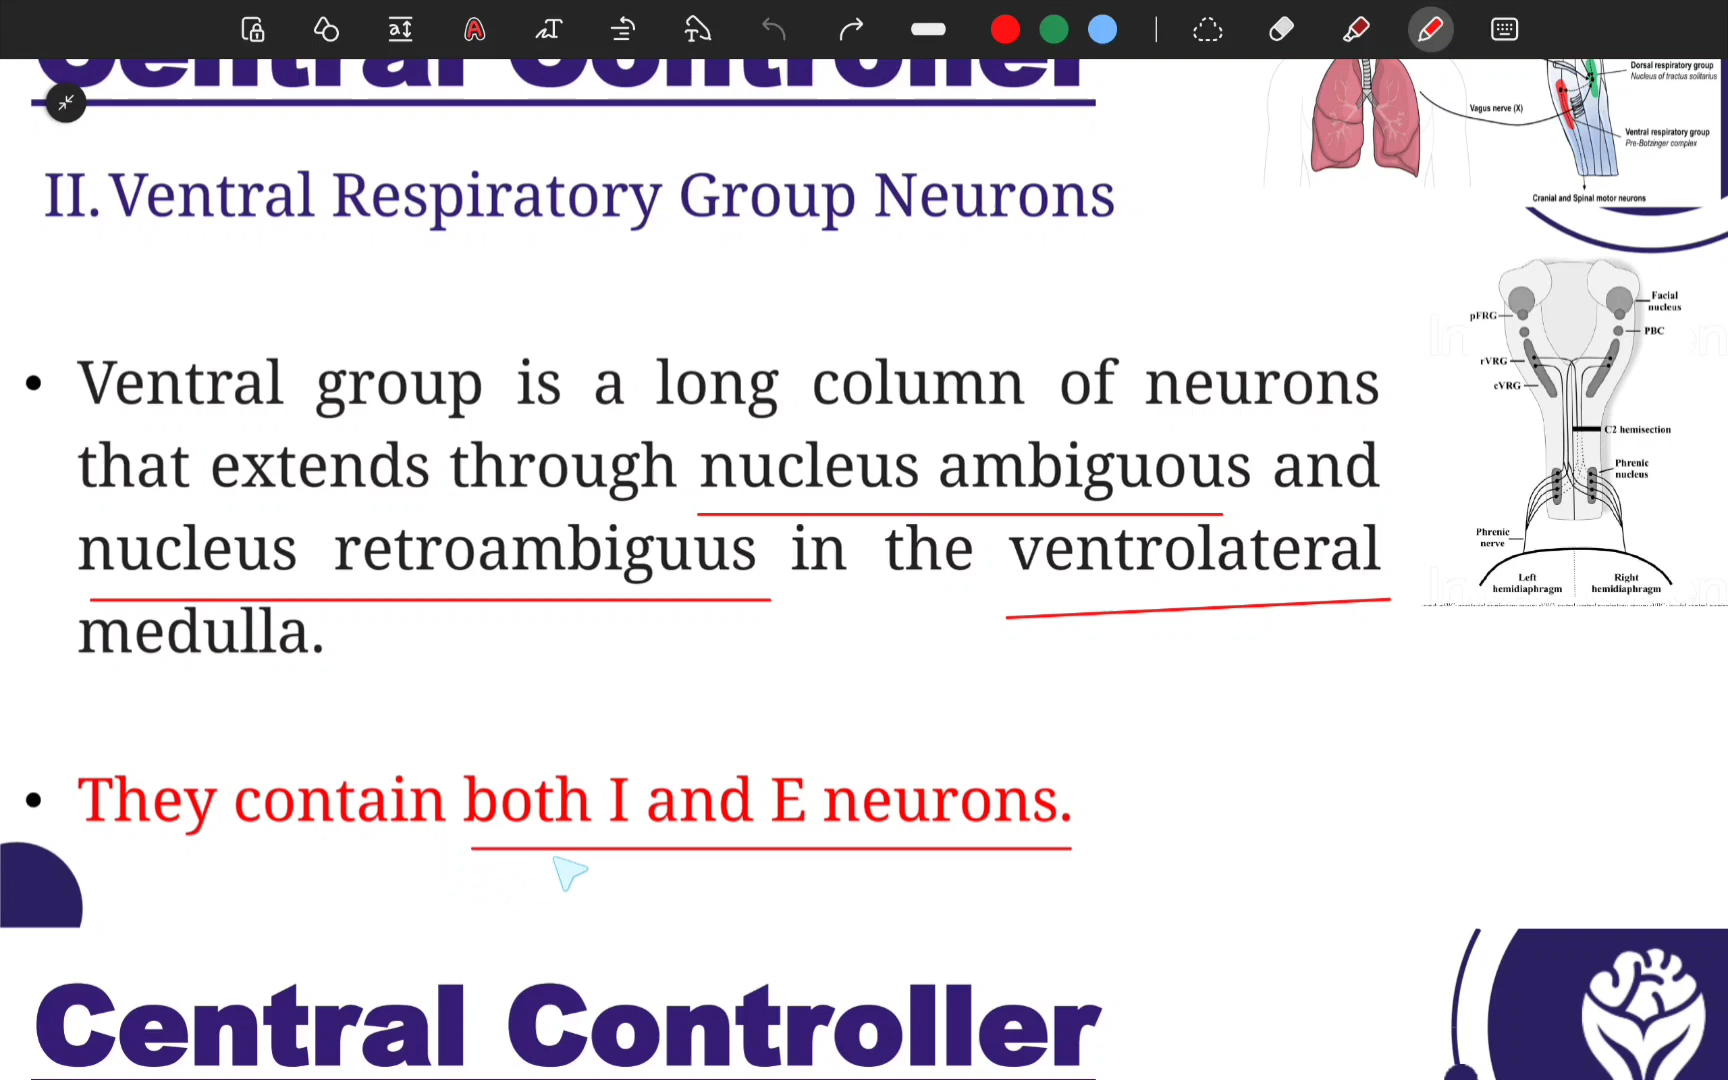 Central Controller
Dorsal respiratory group
Nucleus of tractus solitarius
Vagus nerve (X)
Ventral respiratory group
Pre-Botzinger complex
Cranial and Spinal motor neurons
II. Ventral Respiratory Group Neurons
• Ventral group is a long column of neurons
that extends through nucleus ambiguous and
nucleus retroambiguus in the ventrolateral
medulla.
Facial
nucleus
pFRG
PBC
rVRG
cVRG
C2 hemisection
Phrenic
nucleus
Phrenic
nerve
Left
hemidiaphragm
Right
hemidiaphragm
• They contain both I and E neurons.
Central Controller